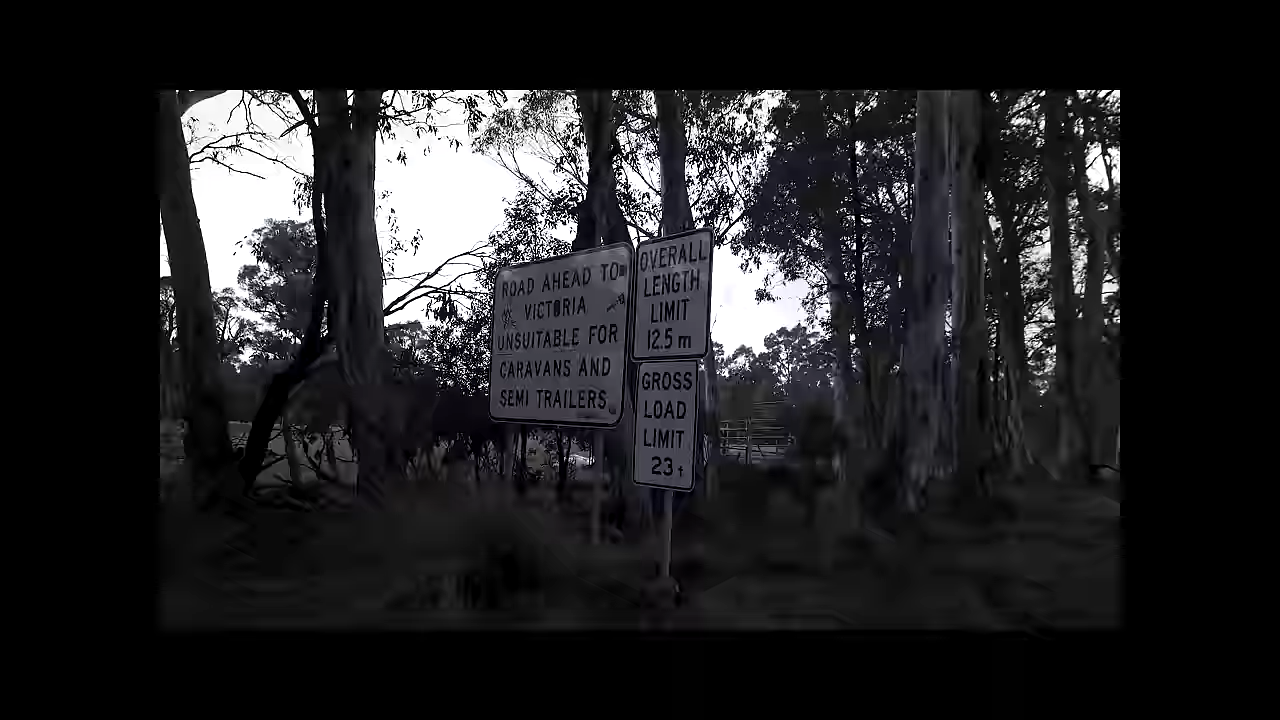 ROAD AHEAD TO
VICTORIA
UNSUITABLE FOR
CARAVANS AND
SEMI TRAILERS
OVERALL
LENGTH
LIMIT
12.5 m
GROSS
LOAD
LIMIT
23 t